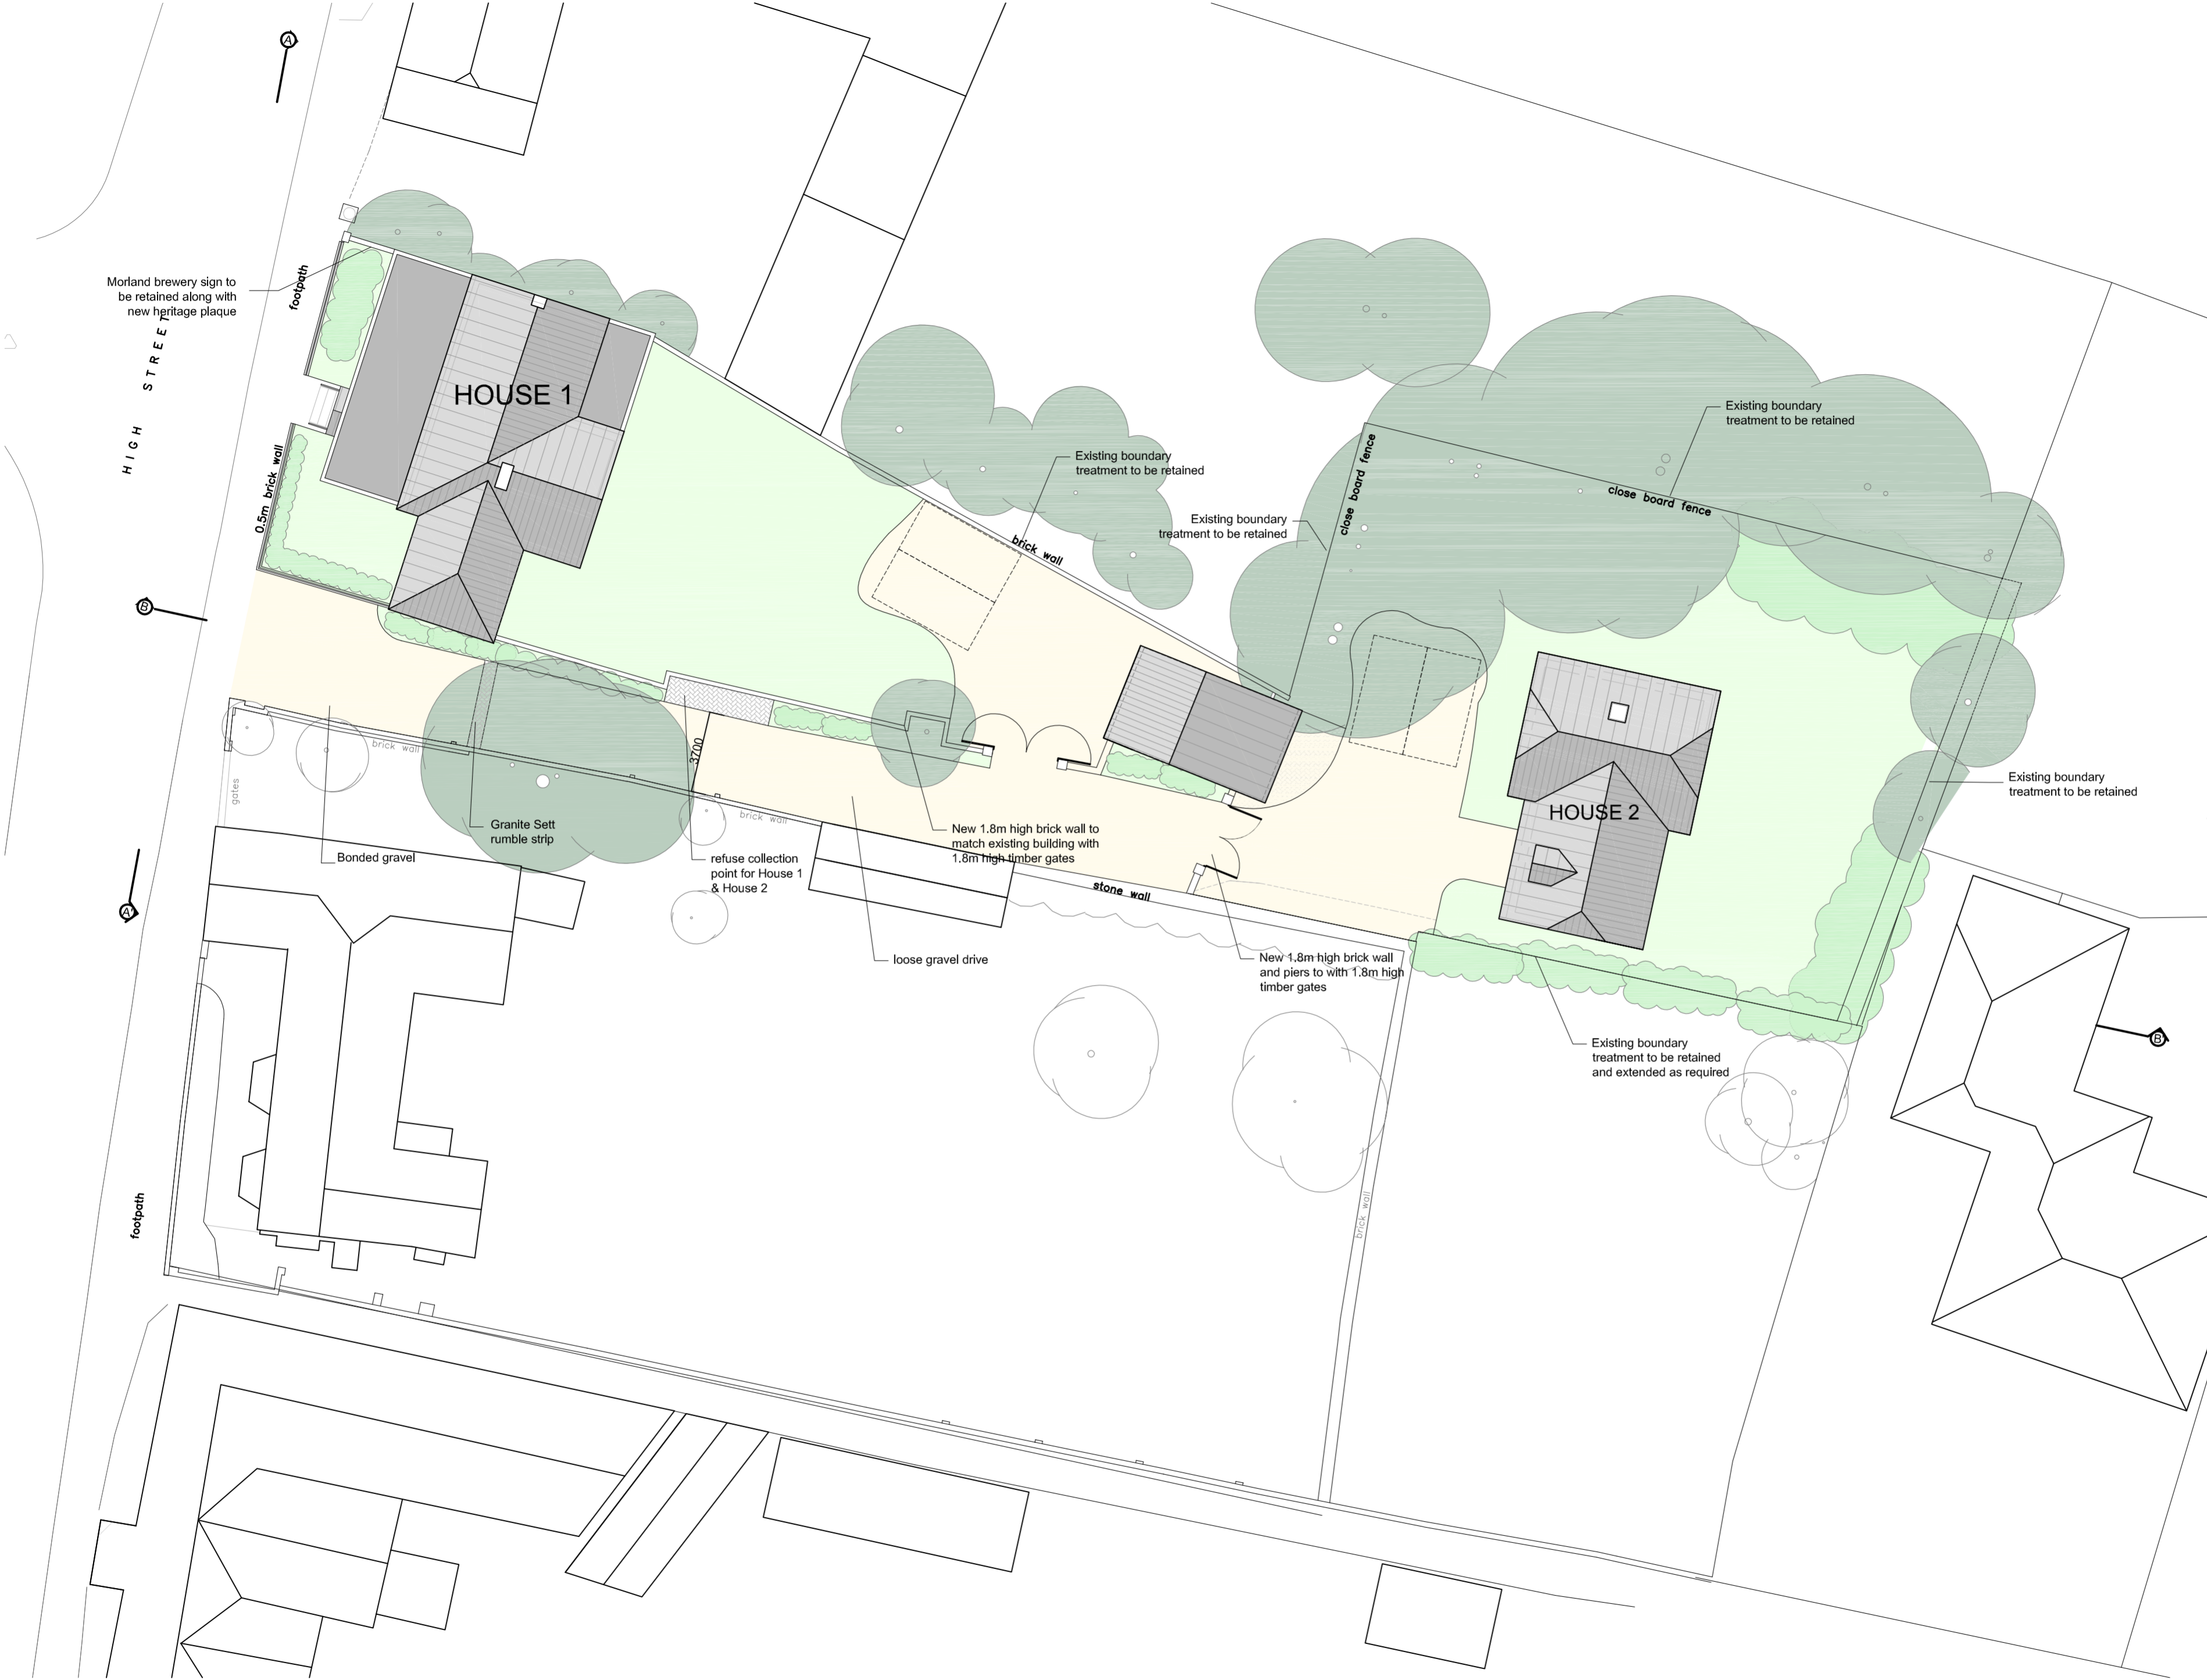 A
Morland brewery sign to
be retained along with
new heritage plaque
footpath
HIGH STREET
HOUSE 1
0.5m brick wall
Existing boundary
treatment to be retained
brick wall
Existing boundary
treatment to be retained
close board fence
Existing boundary
treatment to be retained
close board fence
B
brick wall
gates
Granite Sett
rumble strip
Bonded gravel
3700
brick wall
refuse collection
point for House 1
& House 2
New 1.8m high brick wall to
match existing building with
1.8m high timber gates
loose gravel drive
stone wall
New 1.8m high brick wall
and piers to with 1.8m high
timber gates
HOUSE 2
Existing boundary
treatment to be retained
Existing boundary
treatment to be retained
and extended as required
A
B
brick wall
footpath